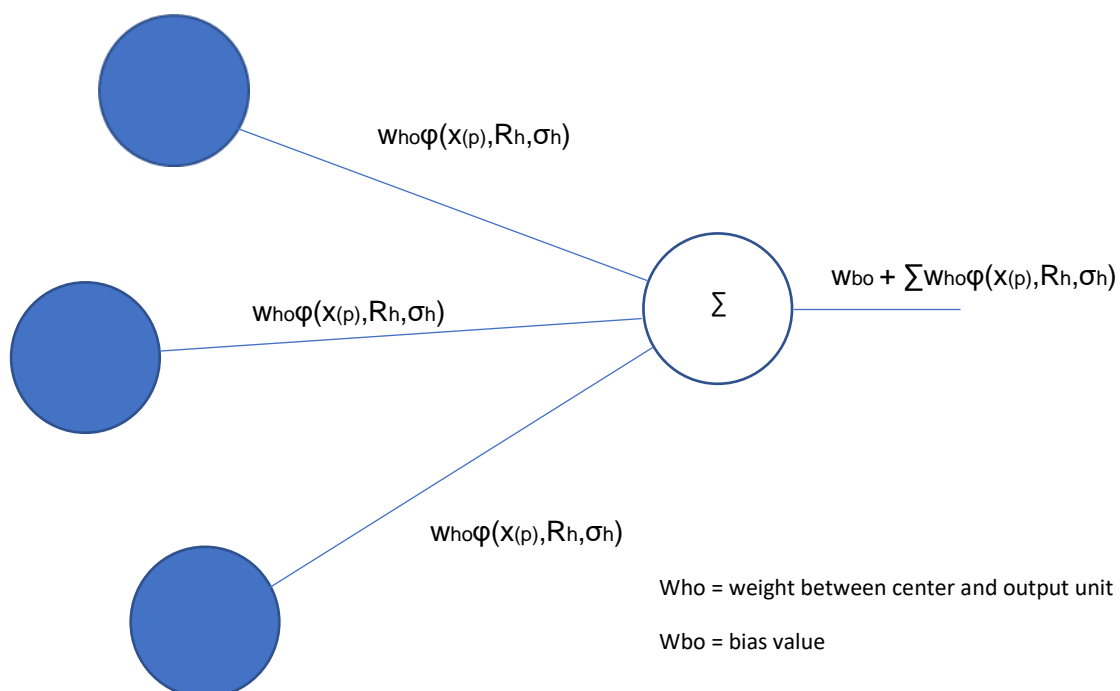 whoφ(x(p),Rh,σh)
wbo + ∑whoφ(x(p),Rh,σh)
∑
whoφ(x(p),Rh,σh)
whoφ(x(p),Rh,σh)
Who = weight between center and output unit
Wbo = bias value